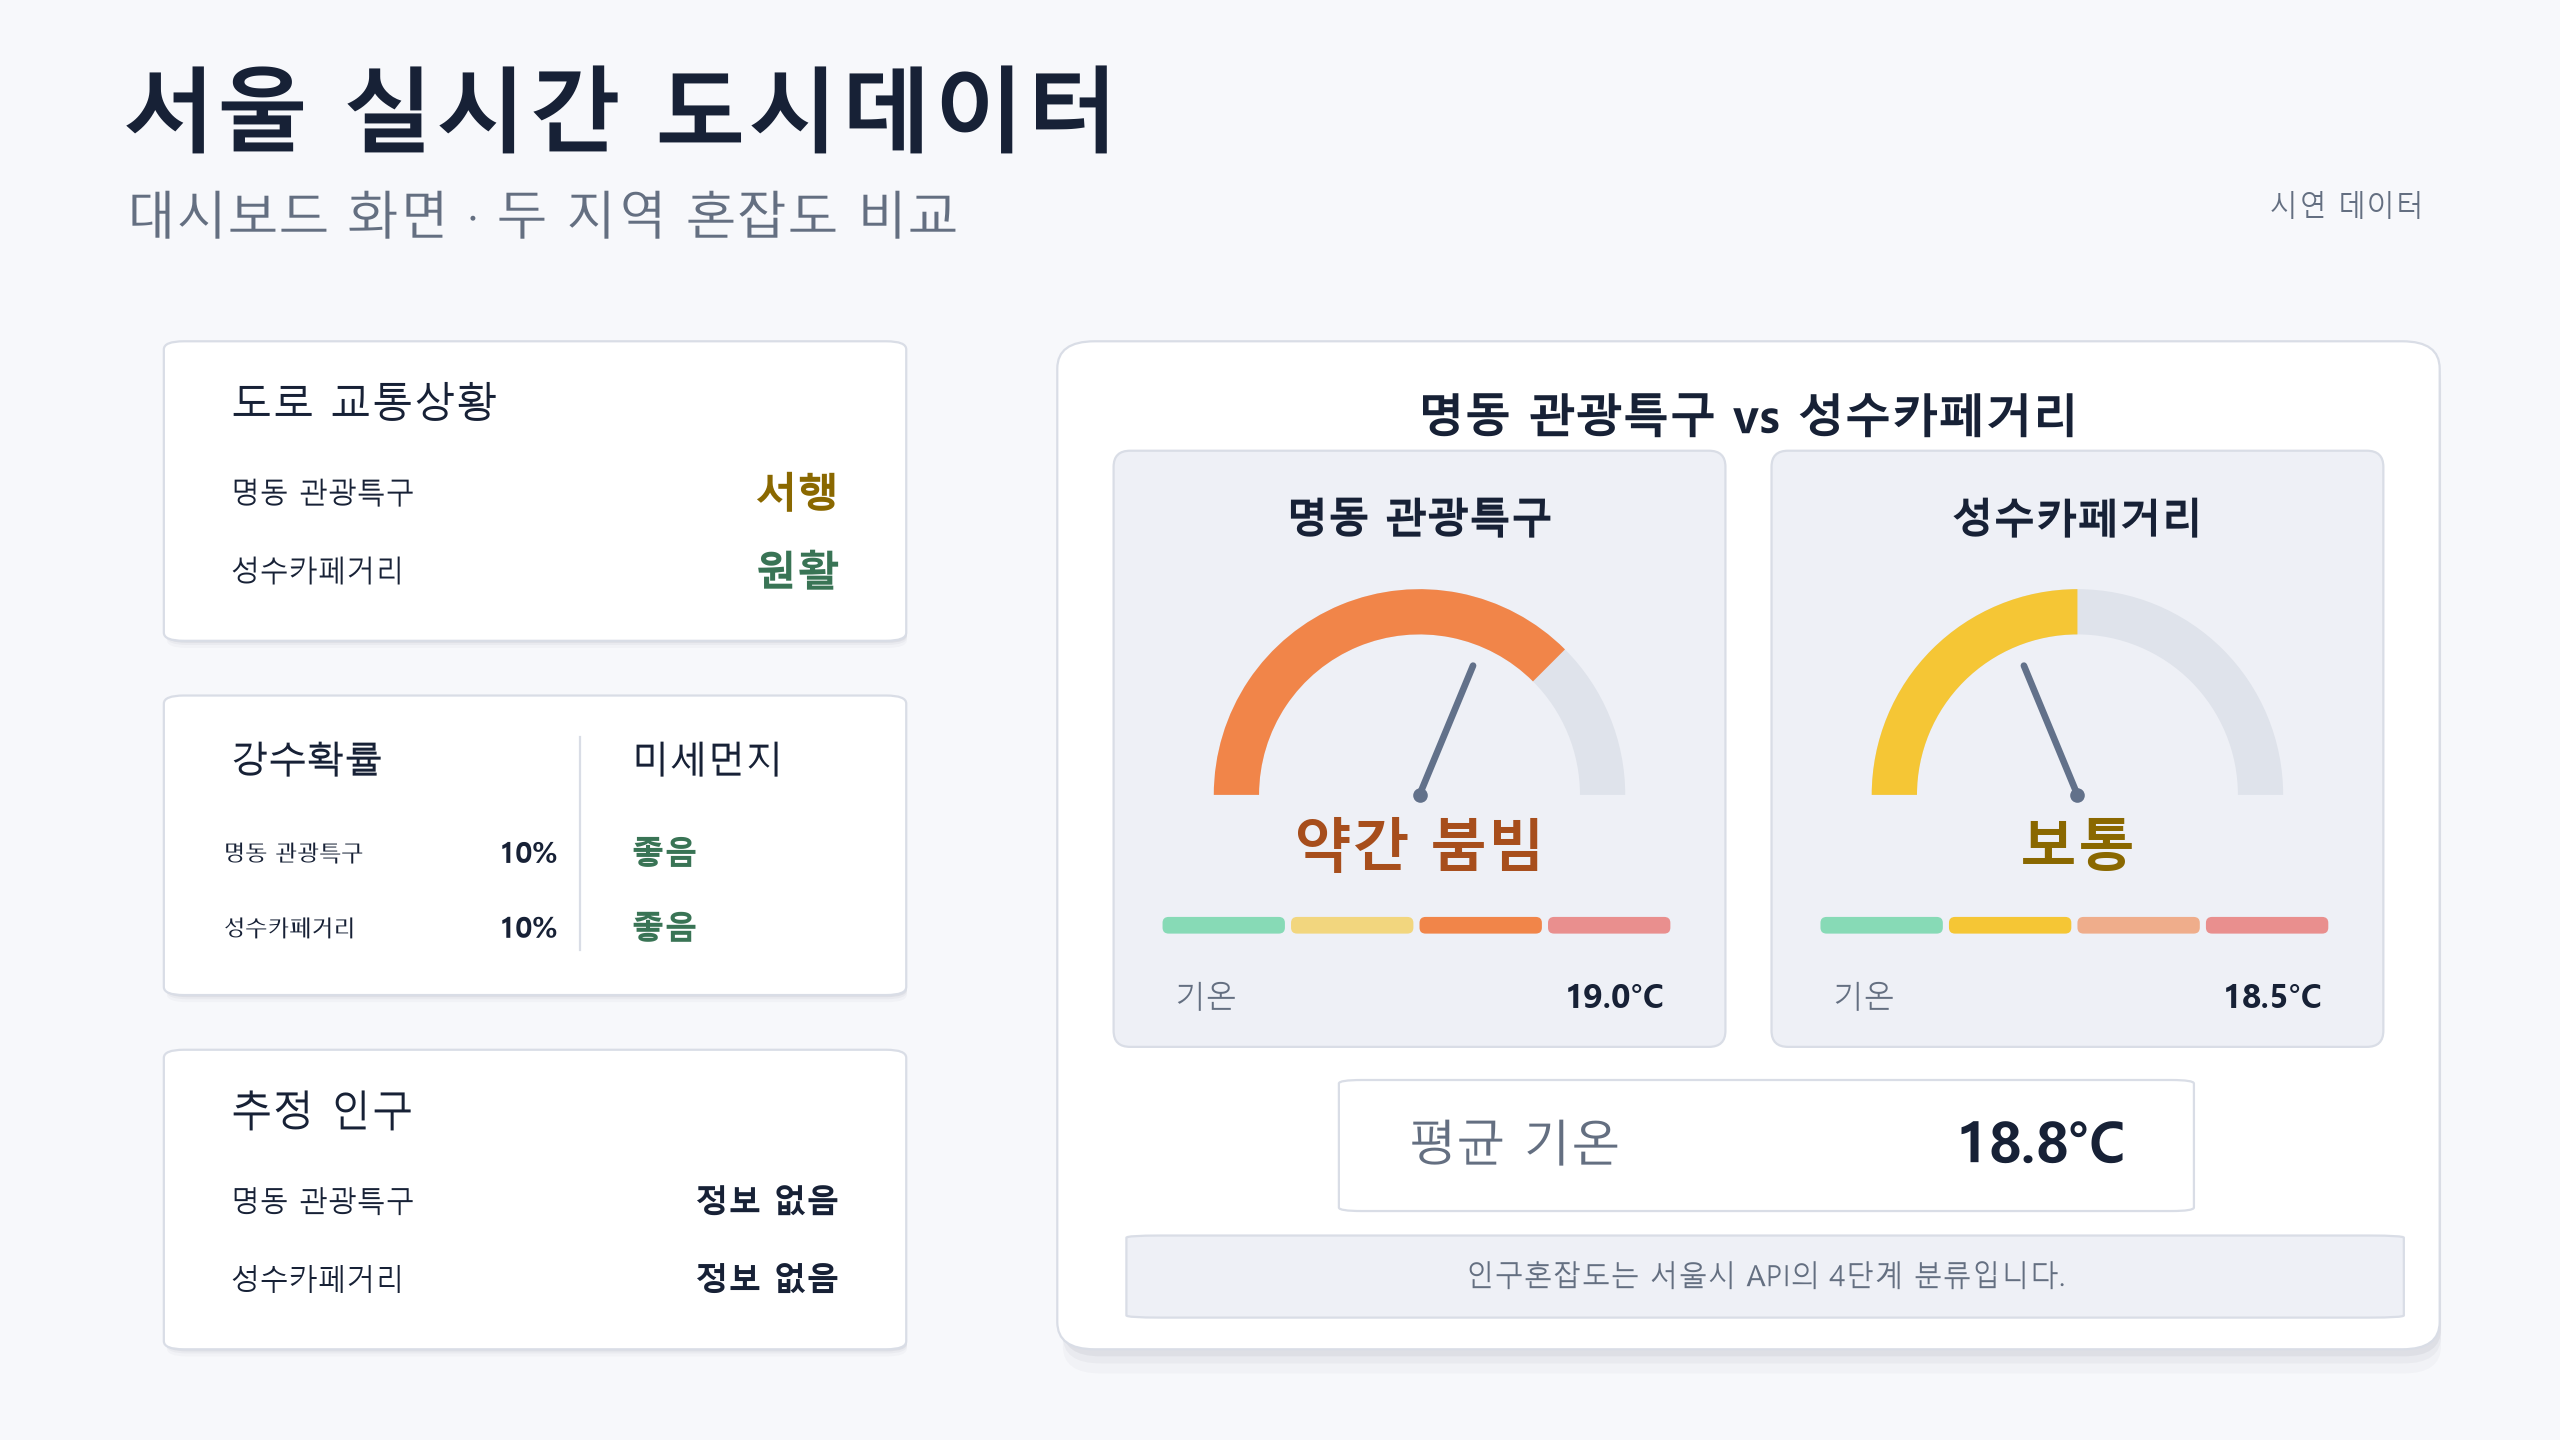 서울 실시간 도시데이터
대시보드 화면 · 두 지역 혼잡도 비교
시연 데이터
도로 교통상황
명동 관광특구 서행
성수카페거리 원활
강수확률 미세먼지
명동 관광특구 10% 좋음
성수카페거리 10% 좋음
추정 인구
명동 관광특구 정보 없음
성수카페거리 정보 없음
명동 관광특구 vs 성수카페거리
명동 관광특구
약간 붐빔
기온 19.0°C
성수카페거리
보통
기온 18.5°C
평균 기온 18.8°C
인구혼잡도는 서울시 API의 4단계 분류입니다.